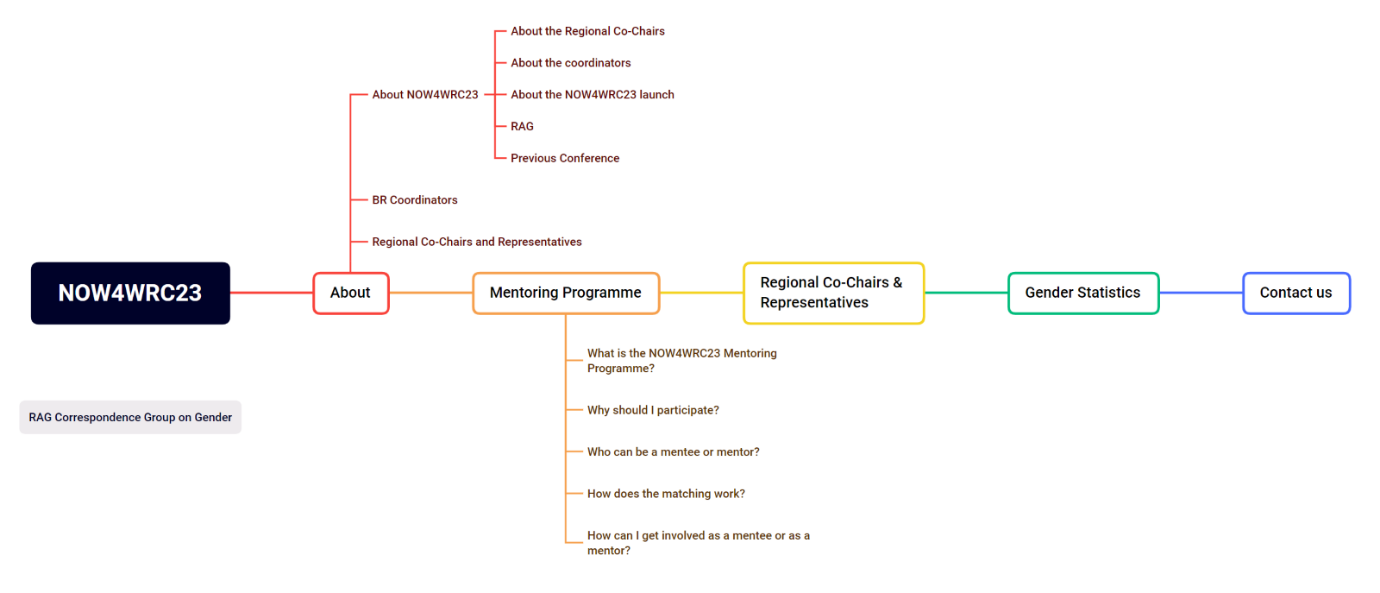 About the Regional Co-Chairs
About the coordinators
About NOW4WRC23
About the NOW4WRC23 launch
RAG
Previous Conference
BR Coordinators
Regional Co-Chairs and Representatives
NOW4WRC23
About
Mentoring Programme
Regional Co-Chairs &
Representatives
Gender Statistics
Contact us
What is the NOW4WRC23 Mentoring
Programme?
Why should I participate?
RAG Correspondence Group on Gender
Who can be a mentee or mentor?
How does the matching work?
How can I get involved as a mentee or as a
mentor?